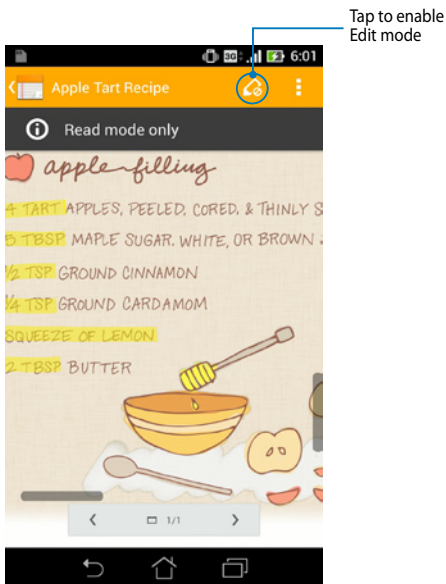 Tap to enable
Edit mode
3G 6:01
Apple Tart Recipe
Read mode only
apple filling
4 TART APPLES, PEELED, CORED, & THINLY S
5 TBSP MAPLE SUGAR, WHITE, OR BROWN
1/2 TSP GROUND CINNAMON
1/4 TSP GROUND CARDAMOM
SQUEEZE OF LEMON
2 TBSP BUTTER
1/1